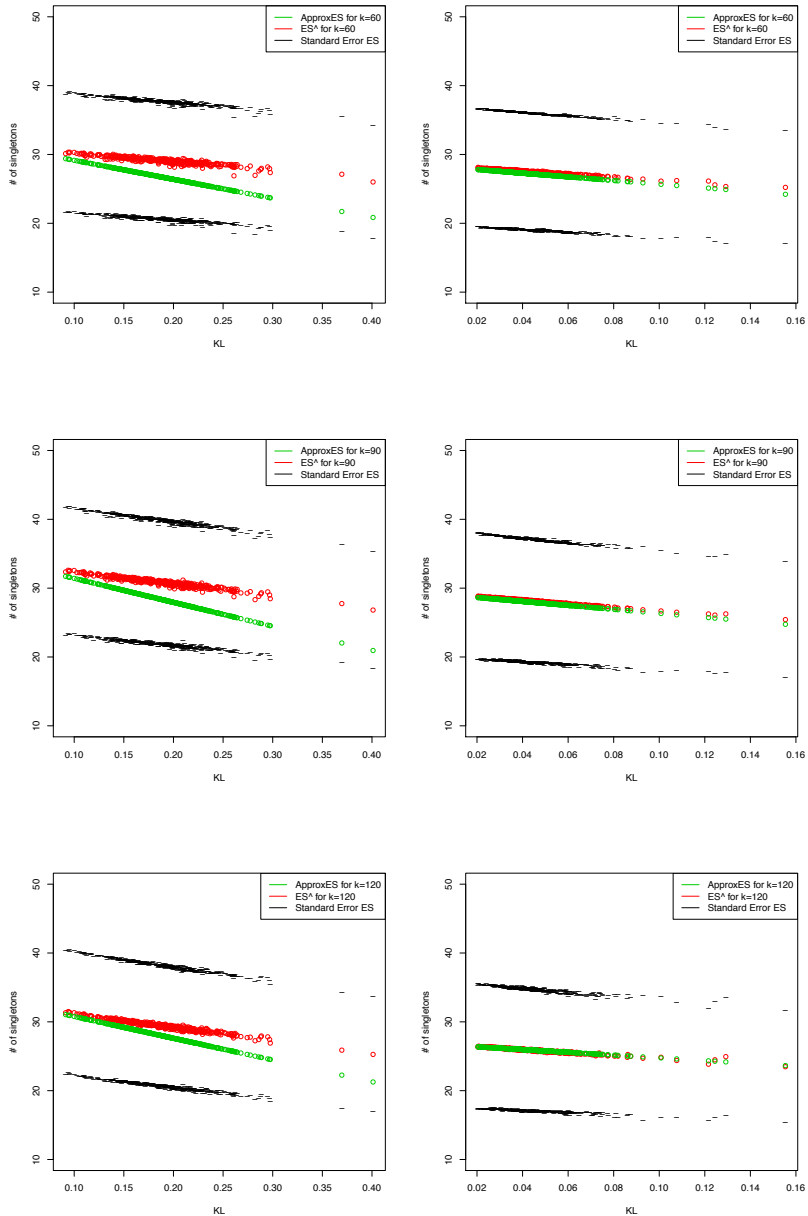 ApproxES for k=60
ES^ for k=60
Standard Error ES
# of singletons
50
40
30
20
10
0.10 0.15 0.20 0.25 0.30 0.35 0.40
KL
ApproxES for k=60
ES^ for k=60
Standard Error ES
# of singletons
50
40
30
20
10
0.02 0.04 0.06 0.08 0.10 0.12 0.14 0.16
KL
ApproxES for k=90
ES^ for k=90
Standard Error ES
# of singletons
50
40
30
20
10
0.10 0.15 0.20 0.25 0.30 0.35 0.40
KL
ApproxES for k=90
ES^ for k=90
Standard Error ES
# of singletons
50
40
30
20
10
0.02 0.04 0.06 0.08 0.10 0.12 0.14 0.16
KL
ApproxES for k=120
ES^ for k=120
Standard Error ES
# of singletons
50
40
30
20
10
0.10 0.15 0.20 0.25 0.30 0.35 0.40
KL
ApproxES for k=120
ES^ for k=120
Standard Error ES
# of singletons
50
40
30
20
10
0.02 0.04 0.06 0.08 0.10 0.12 0.14 0.16
KL